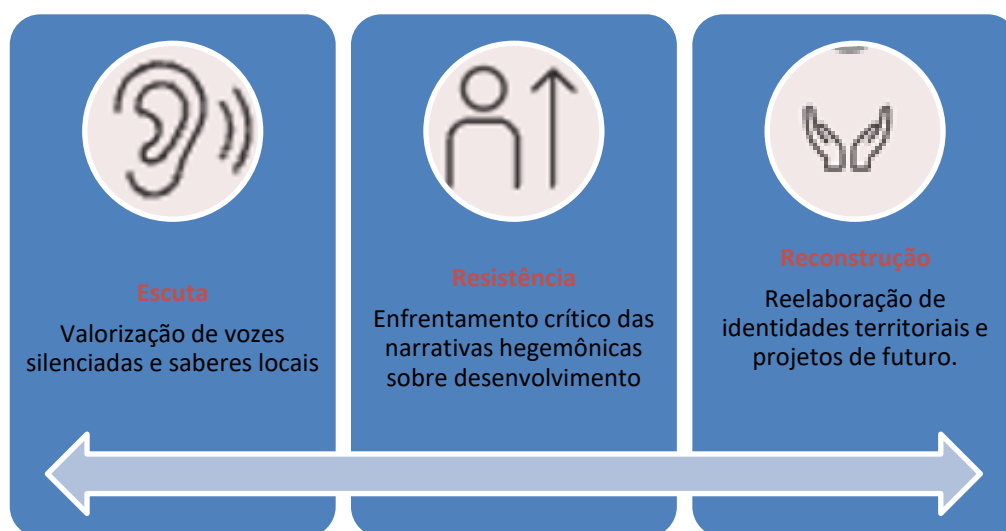 Escuta
Valorização de vozes
silenciadas e saberes locais
Resistência
Enfrentamento crítico das
narrativas hegemônicas
sobre desenvolvimento
Reconstrução
Reelaboração de
identidades territoriais e
projetos de futuro.